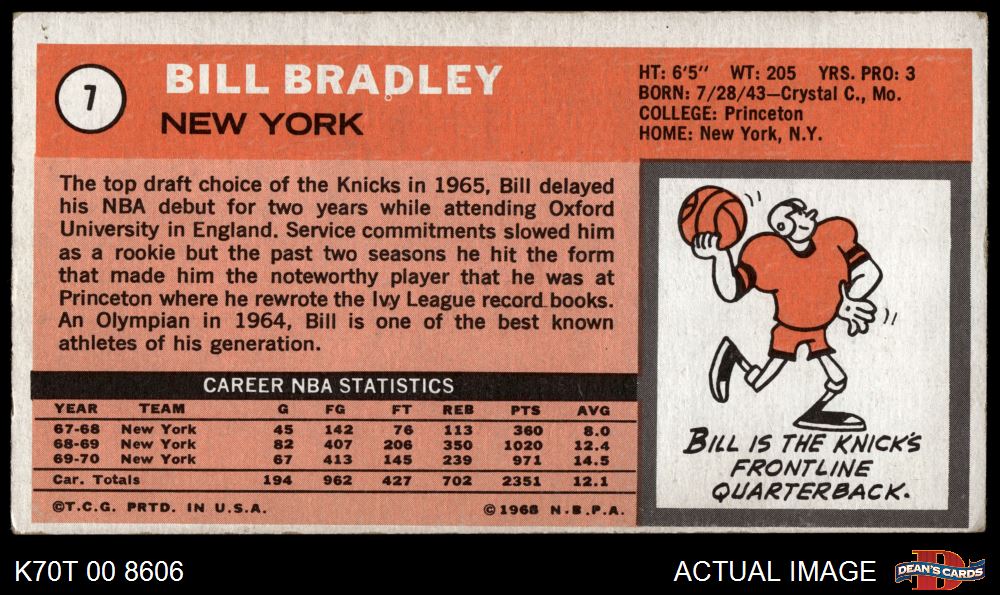 7
BILL BRADLEY
NEW YORK
HT: 6'5" WT: 205 YRS. PRO: 3
BORN: 7/28/43—Crystal C., Mo.
COLLEGE: Princeton
HOME: New York, N.Y.
The top draft choice of the Knicks in 1965, Bill delayed
his NBA debut for two years while attending Oxford
University in England. Service commitments slowed him
as a rookie but the past two seasons he hit the form
that made him the noteworthy player that he was at
Princeton where he rewrote the Ivy League record books.
An Olympian in 1964, Bill is one of the best known
athletes of his generation.
CAREER NBA STATISTICS
YEAR TEAM G FG FT REB PTS AVG
67-68 New York 45 142 76 113 360 8.0
68-69 New York 82 407 206 350 1020 12.4
69-70 New York 67 413 145 239 971 14.5
Car. Totals 194 962 427 702 2351 12.1
©T.C.G. PRTD. IN U.S.A. ©1968 N.B.P.A.
BILL IS THE KNICK'S
FRONTLINE
QUARTERBACK.
K70T 00 8606
ACTUAL IMAGE
DEAN'S CARDS